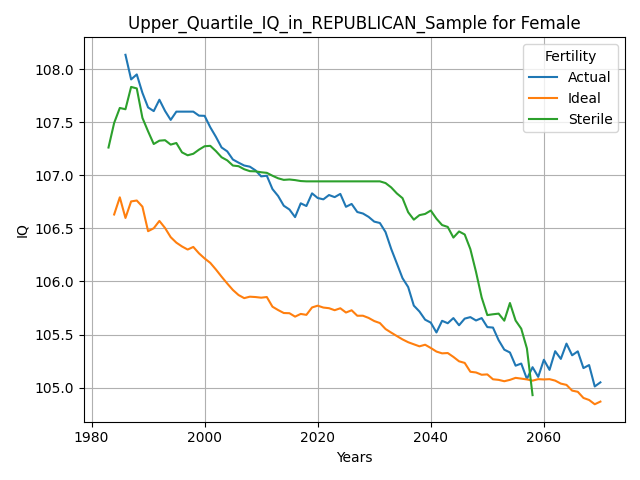 Upper_Quartile_IQ_in_REPUBLICAN_Sample for Female
Fertility
Actual
Ideal
Sterile
108.0
107.5
107.0
106.5
106.0
105.5
105.0
IQ
1980
2000
2020
2040
2060
Years